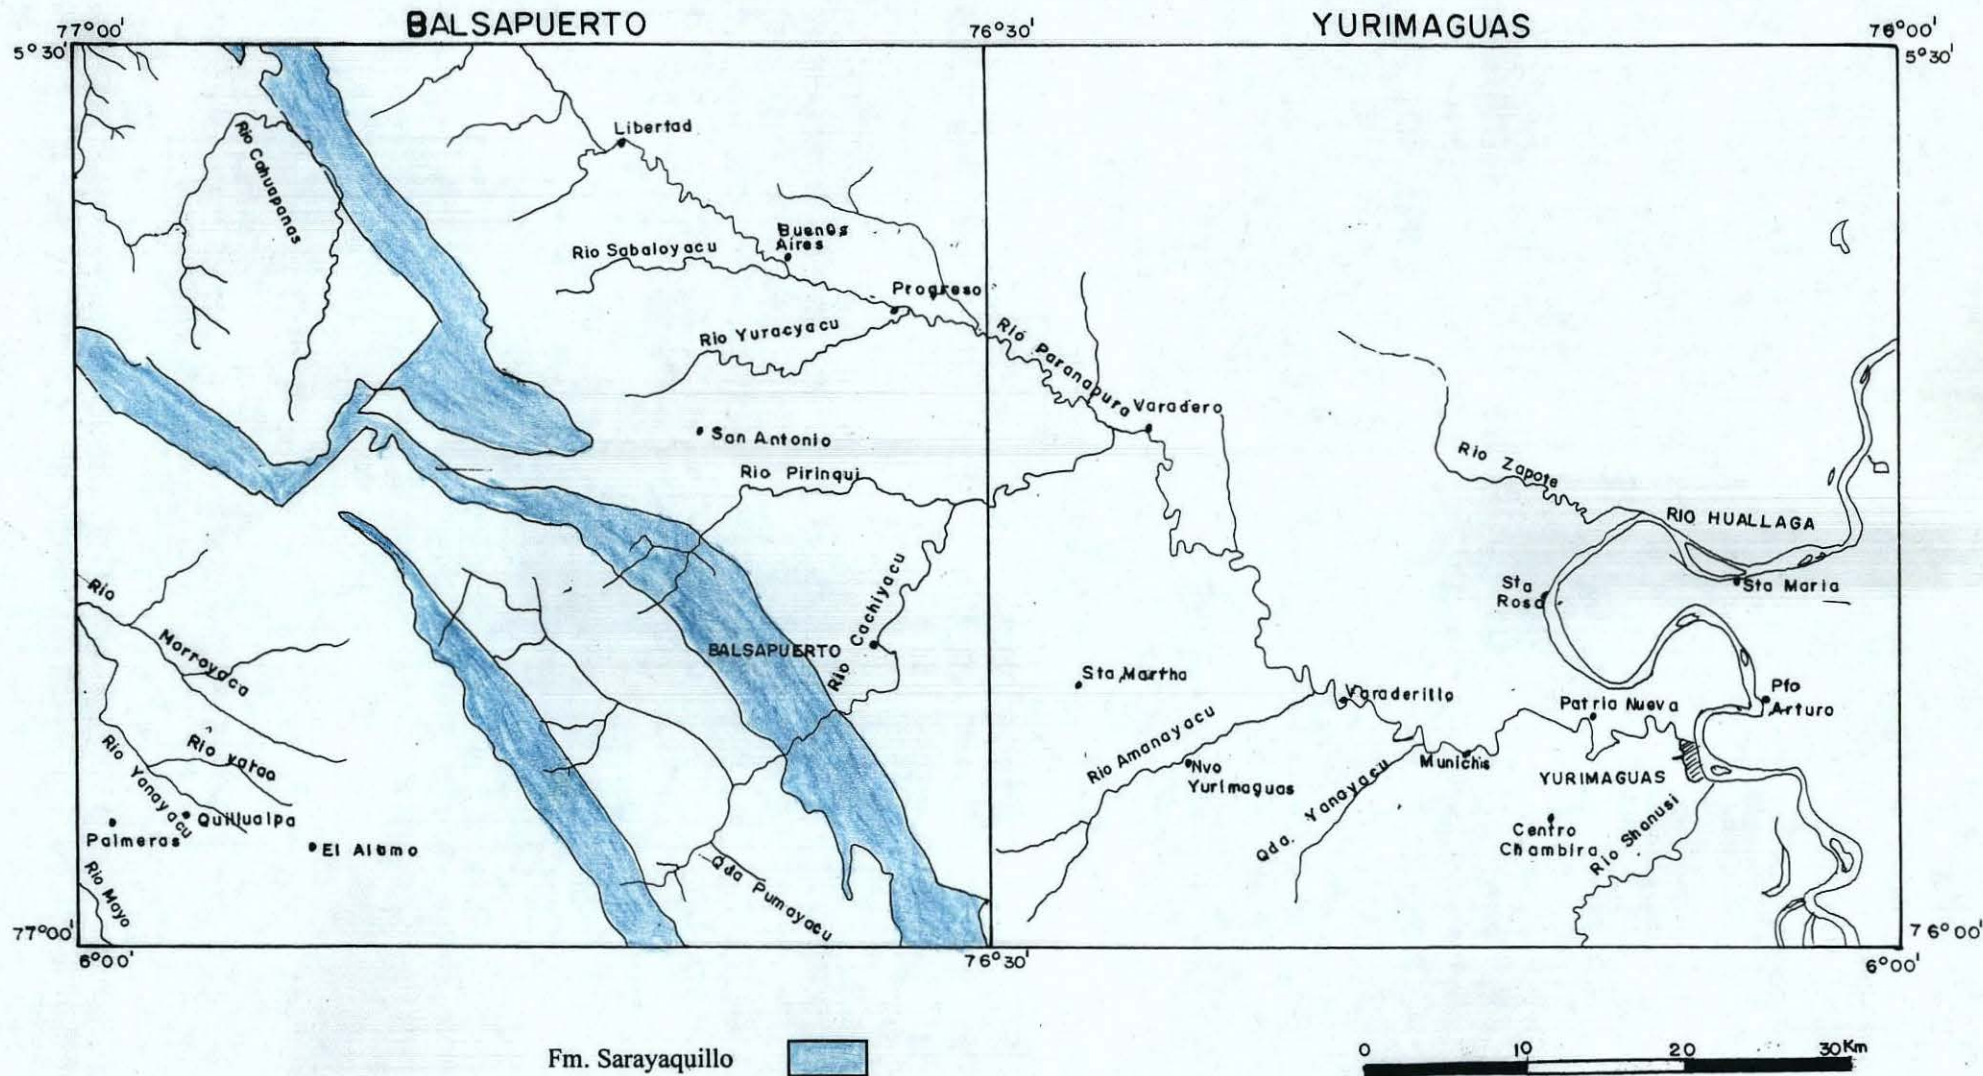 BALSAPUERTO
YURIMAGUAS
77°00'
76°30'
76°00'
5°30'
5°30'
Libertad
Rio Cahuapanas
Buenos
Aires
Rio Sabaloyacu
Progreso
Rio Yuracyacu
Rió Paranapura
Varadero
San Antonio
Rio Pirinqui
Rio Zapote
RIO HUALLAGA
Sta
Rosa
Sta Maria
Rio
Morroyacu
BALSAPUERTO
Rio Cachiyacu
Sta Martha
Varaderillo
Patria Nueva
Pto
Arturo
Rio Amanayacu
Rio Yanayacu
Nvo
Yurimaguas
Qda. Yanayacu
Munichis
YURIMAGUAS
Quillualpa
Palmeras
El Alamo
Centro
Chambira
Rio Shanusi
Rio Mayo
Qda Pumayacu
77°00'
76°00'
6°00'
76°30'
6°00'
Fm. Sarayaquillo
0 10 20 30Km